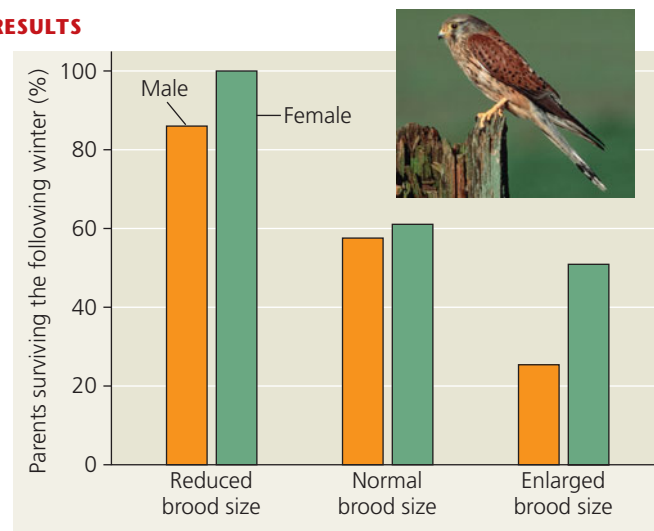 RESULTS
Parents surviving the following winter (%)
100
80
60
40
20
0
Male
Female
Reduced
brood size
Normal
brood size
Enlarged
brood size